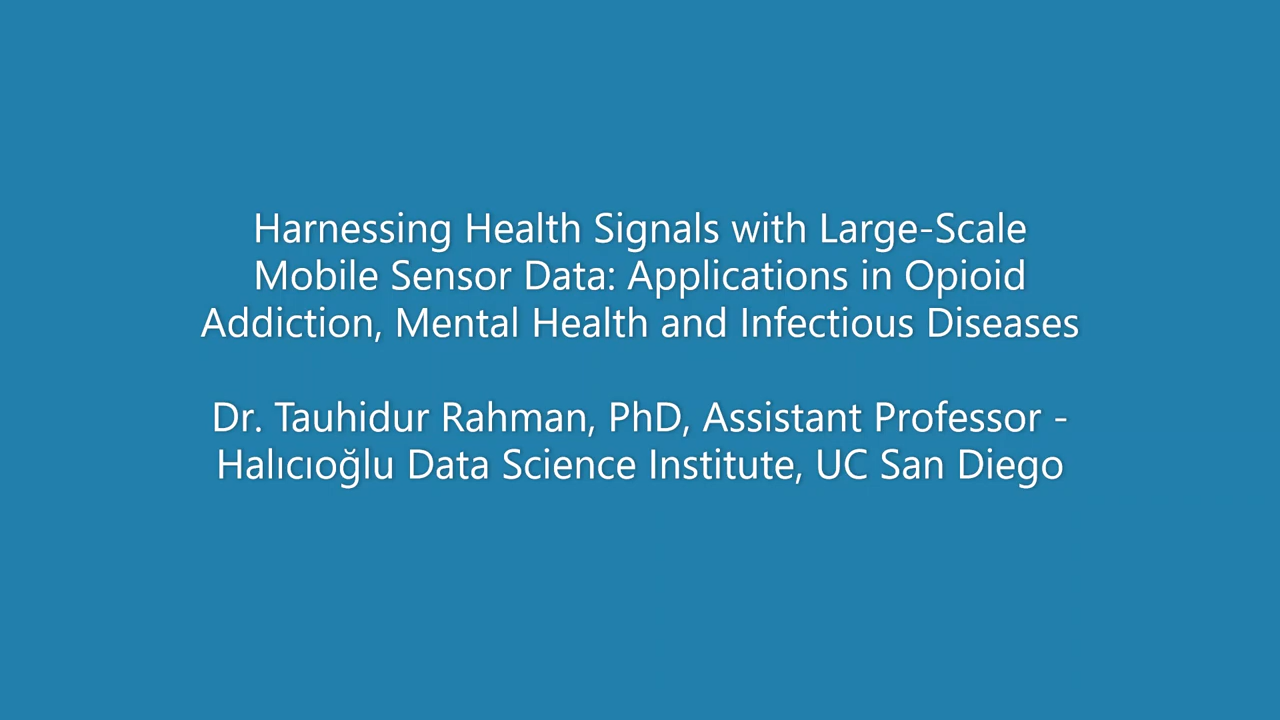 Harnessing Health Signals with Large-Scale
Mobile Sensor Data: Applications in Opioid
Addiction, Mental Health and Infectious Diseases
Dr. Tauhidur Rahman, PhD, Assistant Professor -
Halıcıoğlu Data Science Institute, UC San Diego